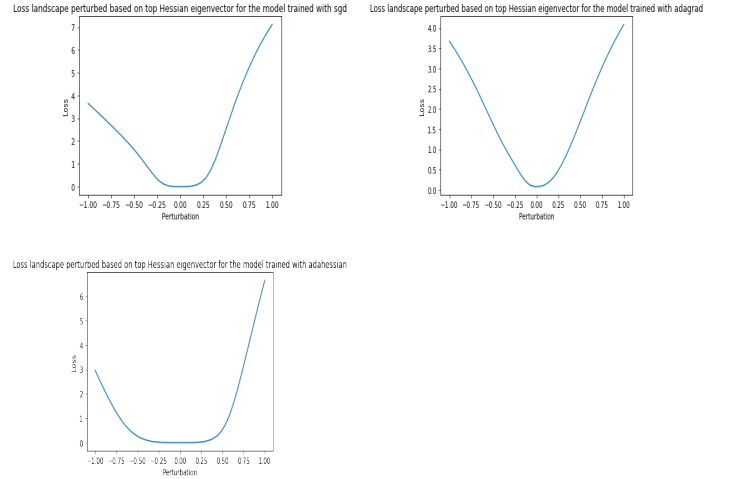 Loss landscape perturbed based on top Hessian eigenvector for the model trained with sgd
7
6
5
4
3
2
1
0
Loss
−1.00 −0.75 −0.50 −0.25 0.00 0.25 0.50 0.75 1.00
Perturbation
Loss landscape perturbed based on top Hessian eigenvector for the model trained with adagrad
4.0
3.5
3.0
2.5
2.0
1.5
1.0
0.5
0.0
Loss
−1.00 −0.75 −0.50 −0.25 0.00 0.25 0.50 0.75 1.00
Perturbation
Loss landscape perturbed based on top Hessian eigenvector for the model trained with adahessian
6
5
4
3
2
1
0
Loss
−1.00 −0.75 −0.50 −0.25 0.00 0.25 0.50 0.75 1.00
Perturbation